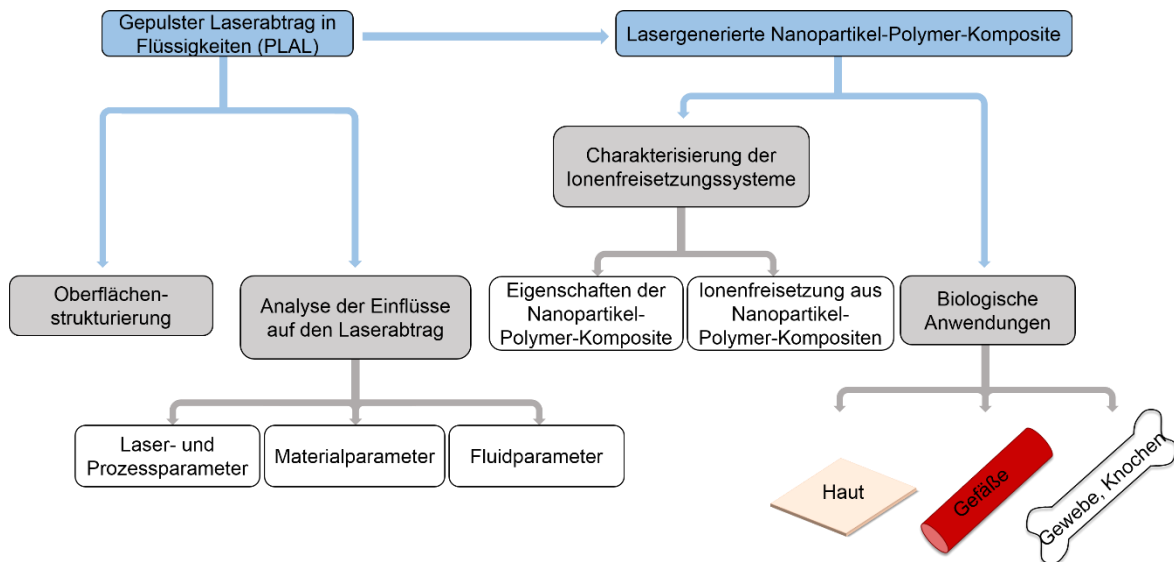 Gepulster Laserabtrag in
Flüssigkeiten (PLAL)
Lasergenerierte Nanopartikel-Polymer-Komposite
Charakterisierung der
Ionenfreisetzungssysteme
Oberflächen-
strukturierung
Analyse der Einflüsse
auf den Laserabtrag
Eigenschaften der
Nanopartikel-
Polymer-Komposite
Ionenfreisetzung aus
Nanopartikel-
Polymer-Kompositen
Biologische
Anwendungen
Laser- und
Prozessparameter
Materialparameter
Fluidparameter
Haut
Gefäße
Gewebe, Knochen